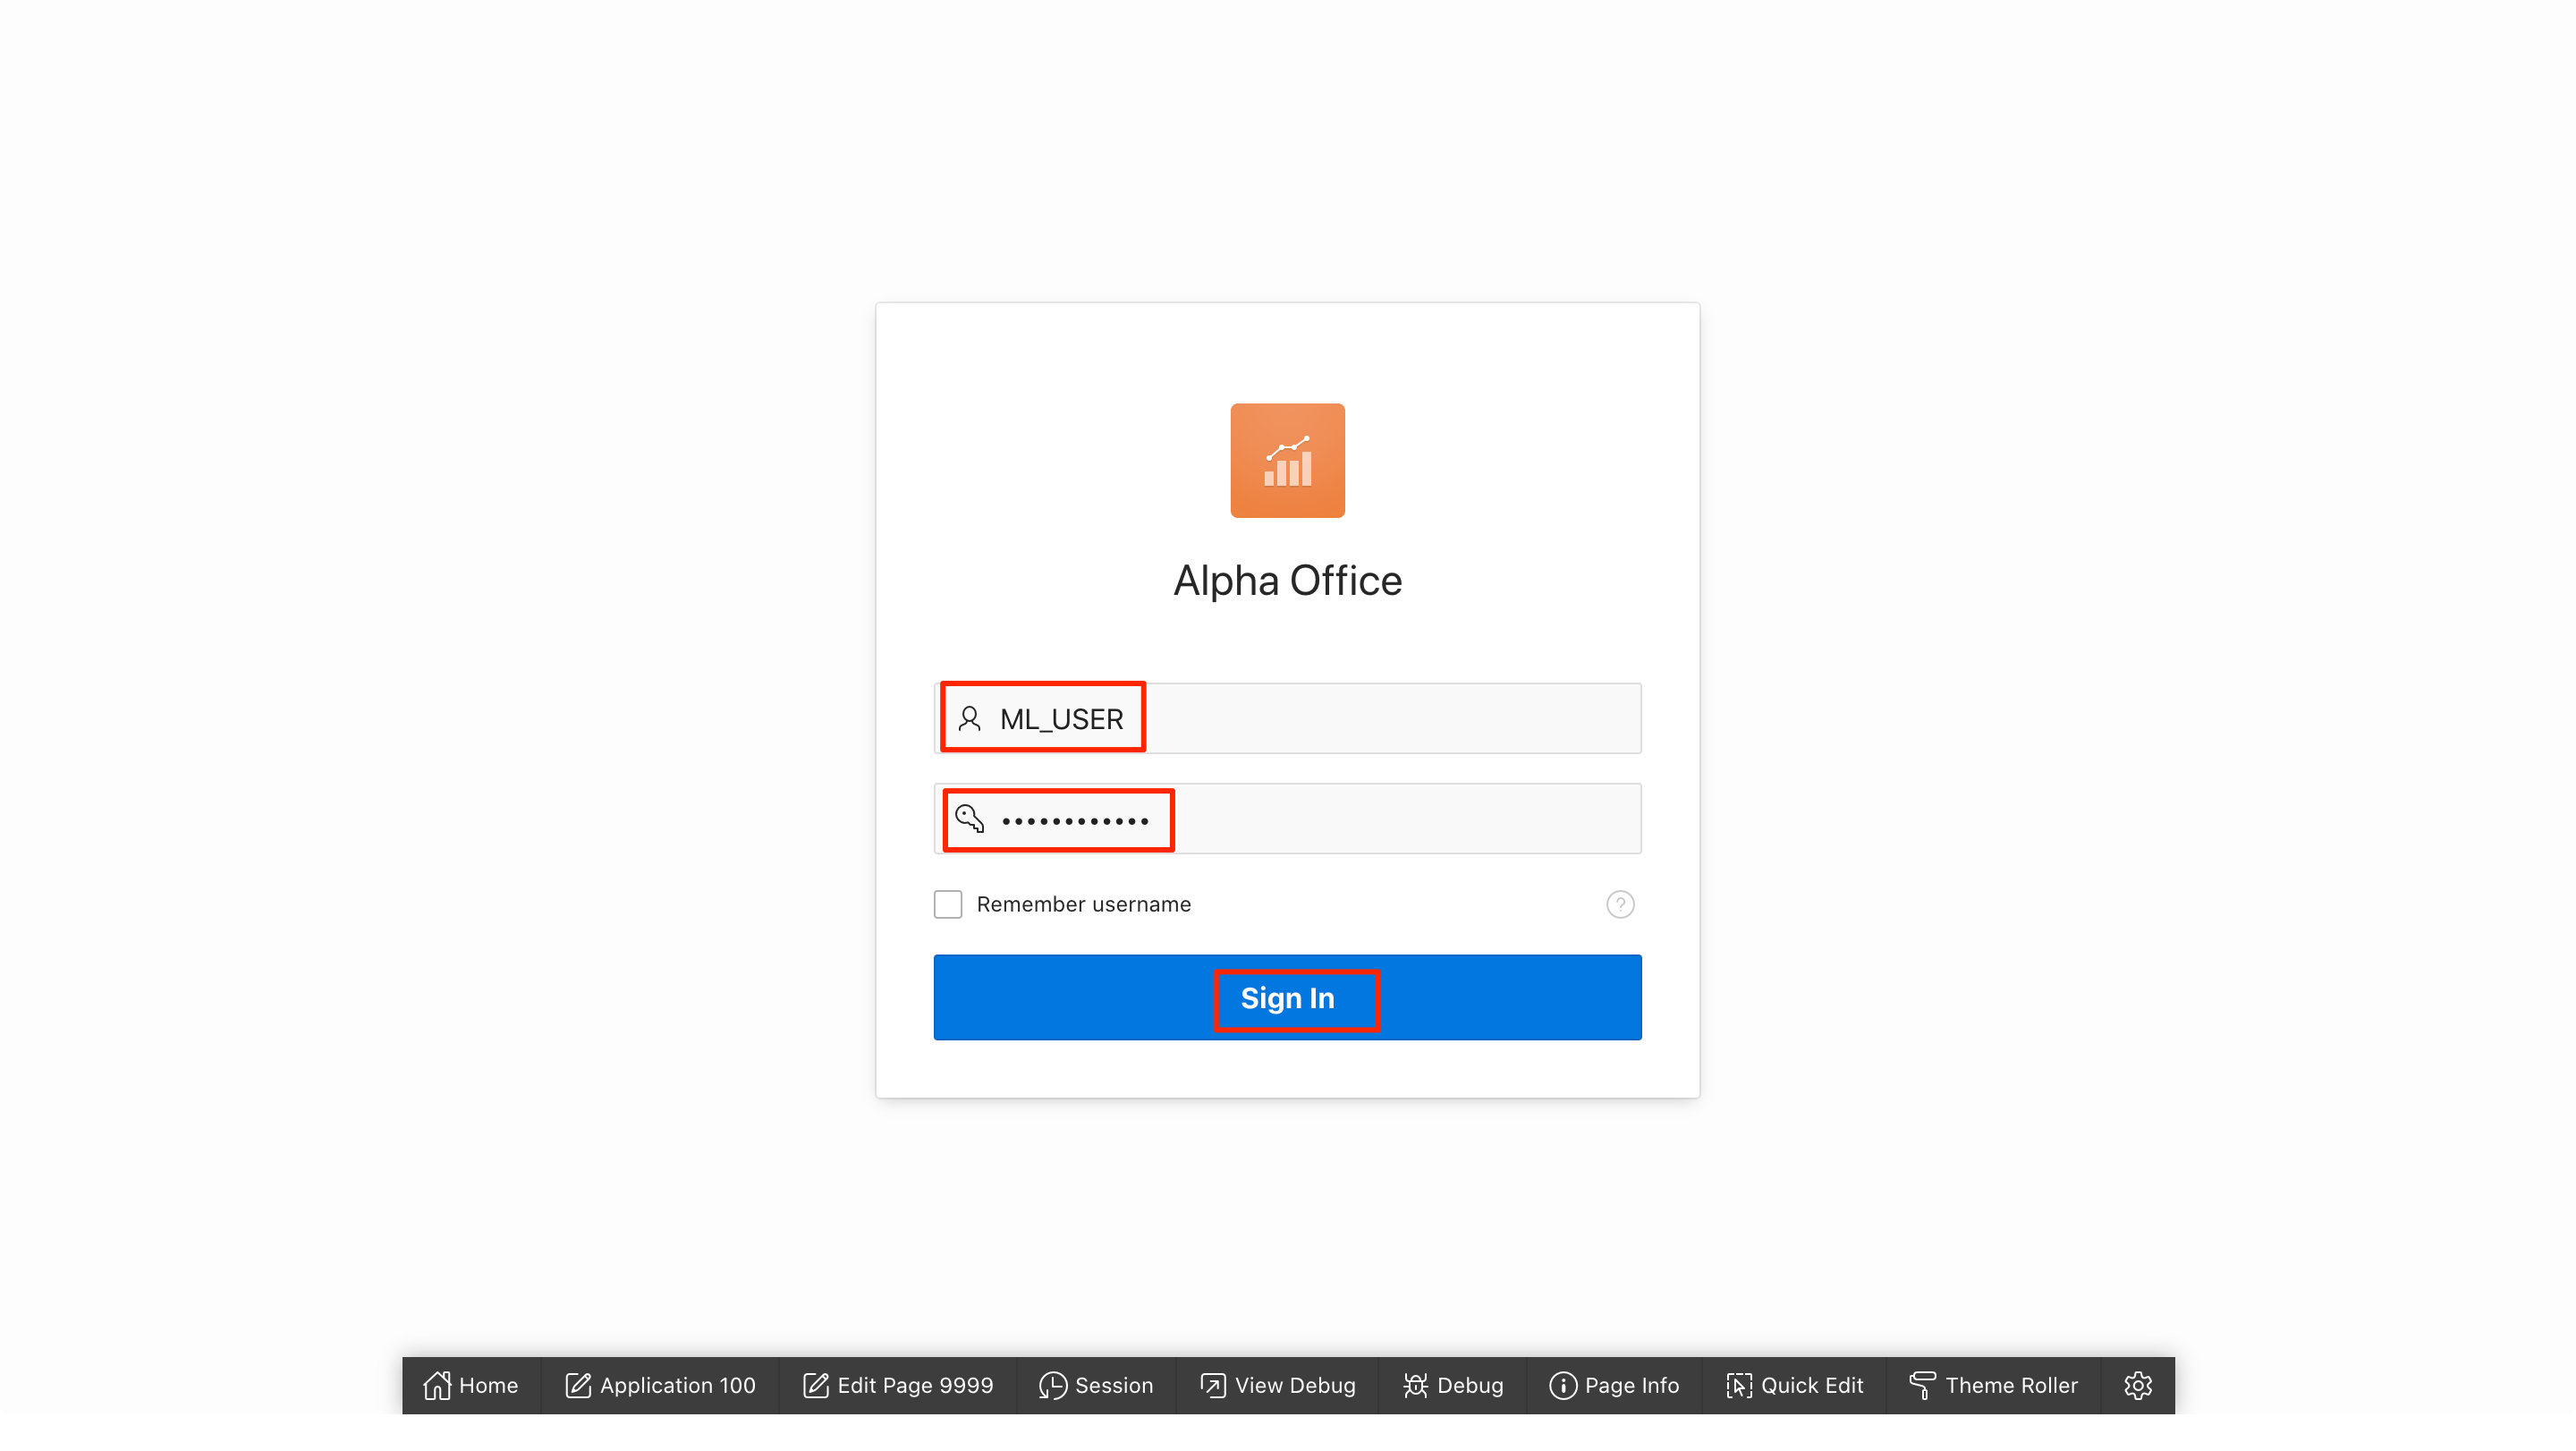 Alpha Office
ML_USER
••••••••••••
Remember username
?
Sign In
Home Application 100 Edit Page 9999 Session View Debug Debug Page Info Quick Edit Theme Roller